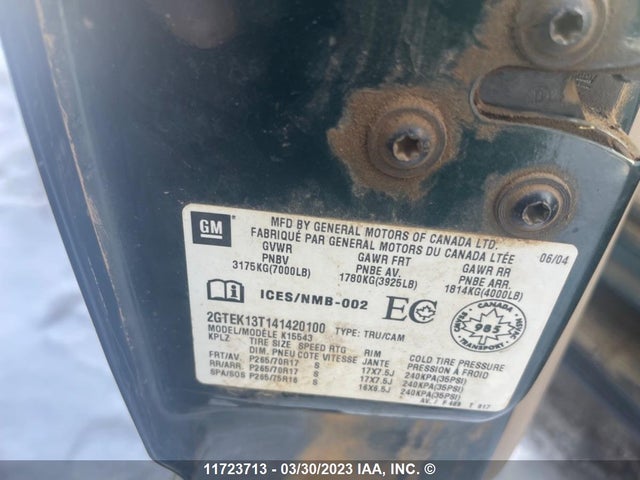 GM
MFD BY GENERAL MOTORS OF CANADA LTD.
FABRIQUÉ PAR GENERAL MOTORS DU CANADA LTÉE
06/04
GVWR GAWR FRT GAWR RR
PNBV PNBE AV. PNBE ARR.
3175KG(7000LB) 1780KG(3925LB) 1814KG(4000LB)
ICES/NMB-002 EC
CANADA
985
TRANSPORT
2GTEK13T141420100 TYPE: TRU/CAM
MODEL/MODÈLE K15543
KPLZ TIRE SIZE SPEED RTG RIM COLD TIRE PRESSURE
DIM. PNEU COTE VITESSE JANTE PRESSION À FROID
FRT/AV. P265/70R17 S 17X7.5J 240KPA(35PSI)
RR/ARR. P265/70R17 S 17X7.5J 240KPA(35PSI)
SPA/SOS P265/75R16 S 16X6.5J 240KPA(35PSI)
11723713 - 03/30/2023 IAA, INC. ©